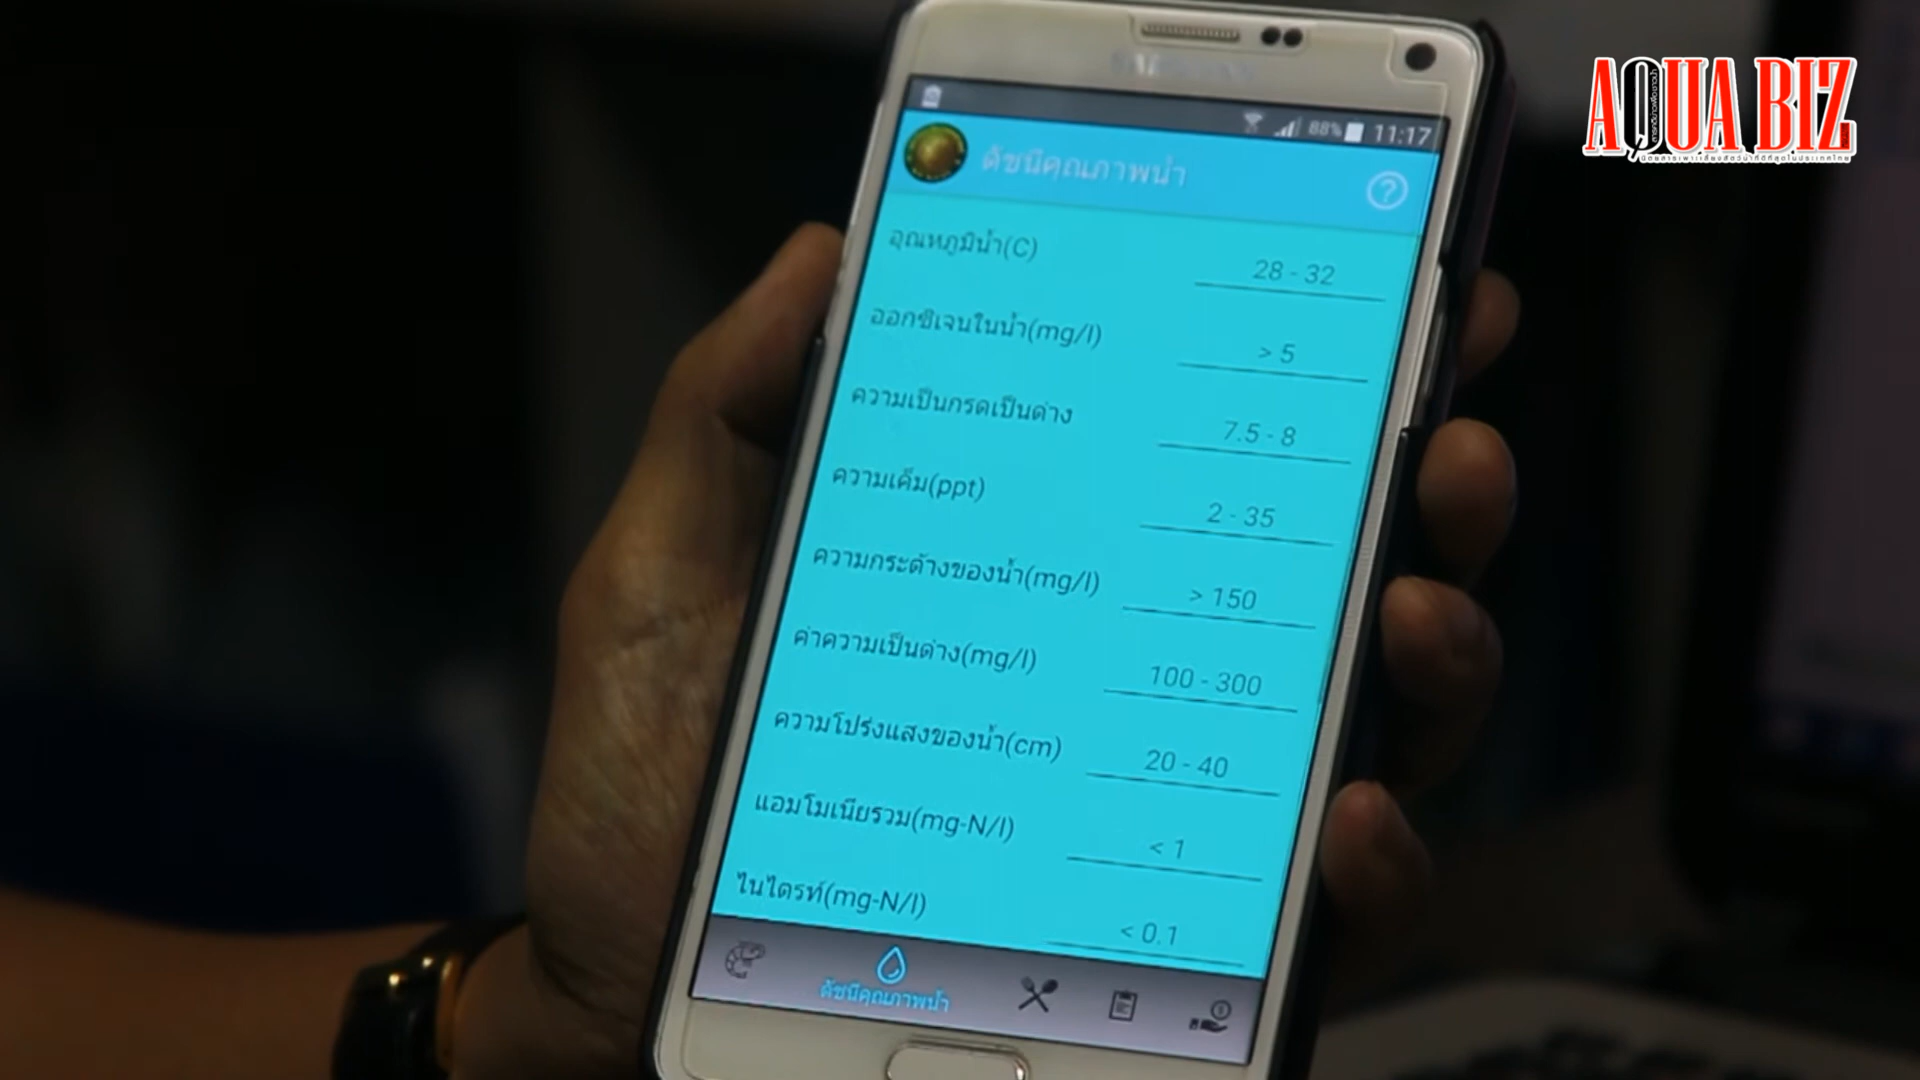 AQUA BIZ
88% 11:17
ดัชนีคุณภาพน้ำ
อุณหภูมิน้ำ(C) 28 - 32
ออกซิเจนในน้ำ(mg/l) > 5
ความเป็นกรดเป็นด่าง 7.5 - 8
ความเค็ม(ppt) 2 - 35
ความกระด้างของน้ำ(mg/l) > 150
ค่าความเป็นด่าง(mg/l) 100 - 300
ความโปร่งแสงของน้ำ(cm) 20 - 40
แอมโมเนียรวม(mg-N/l) < 1
ไนไตรท์(mg-N/l) < 0.1
ดัชนีคุณภาพน้ำ